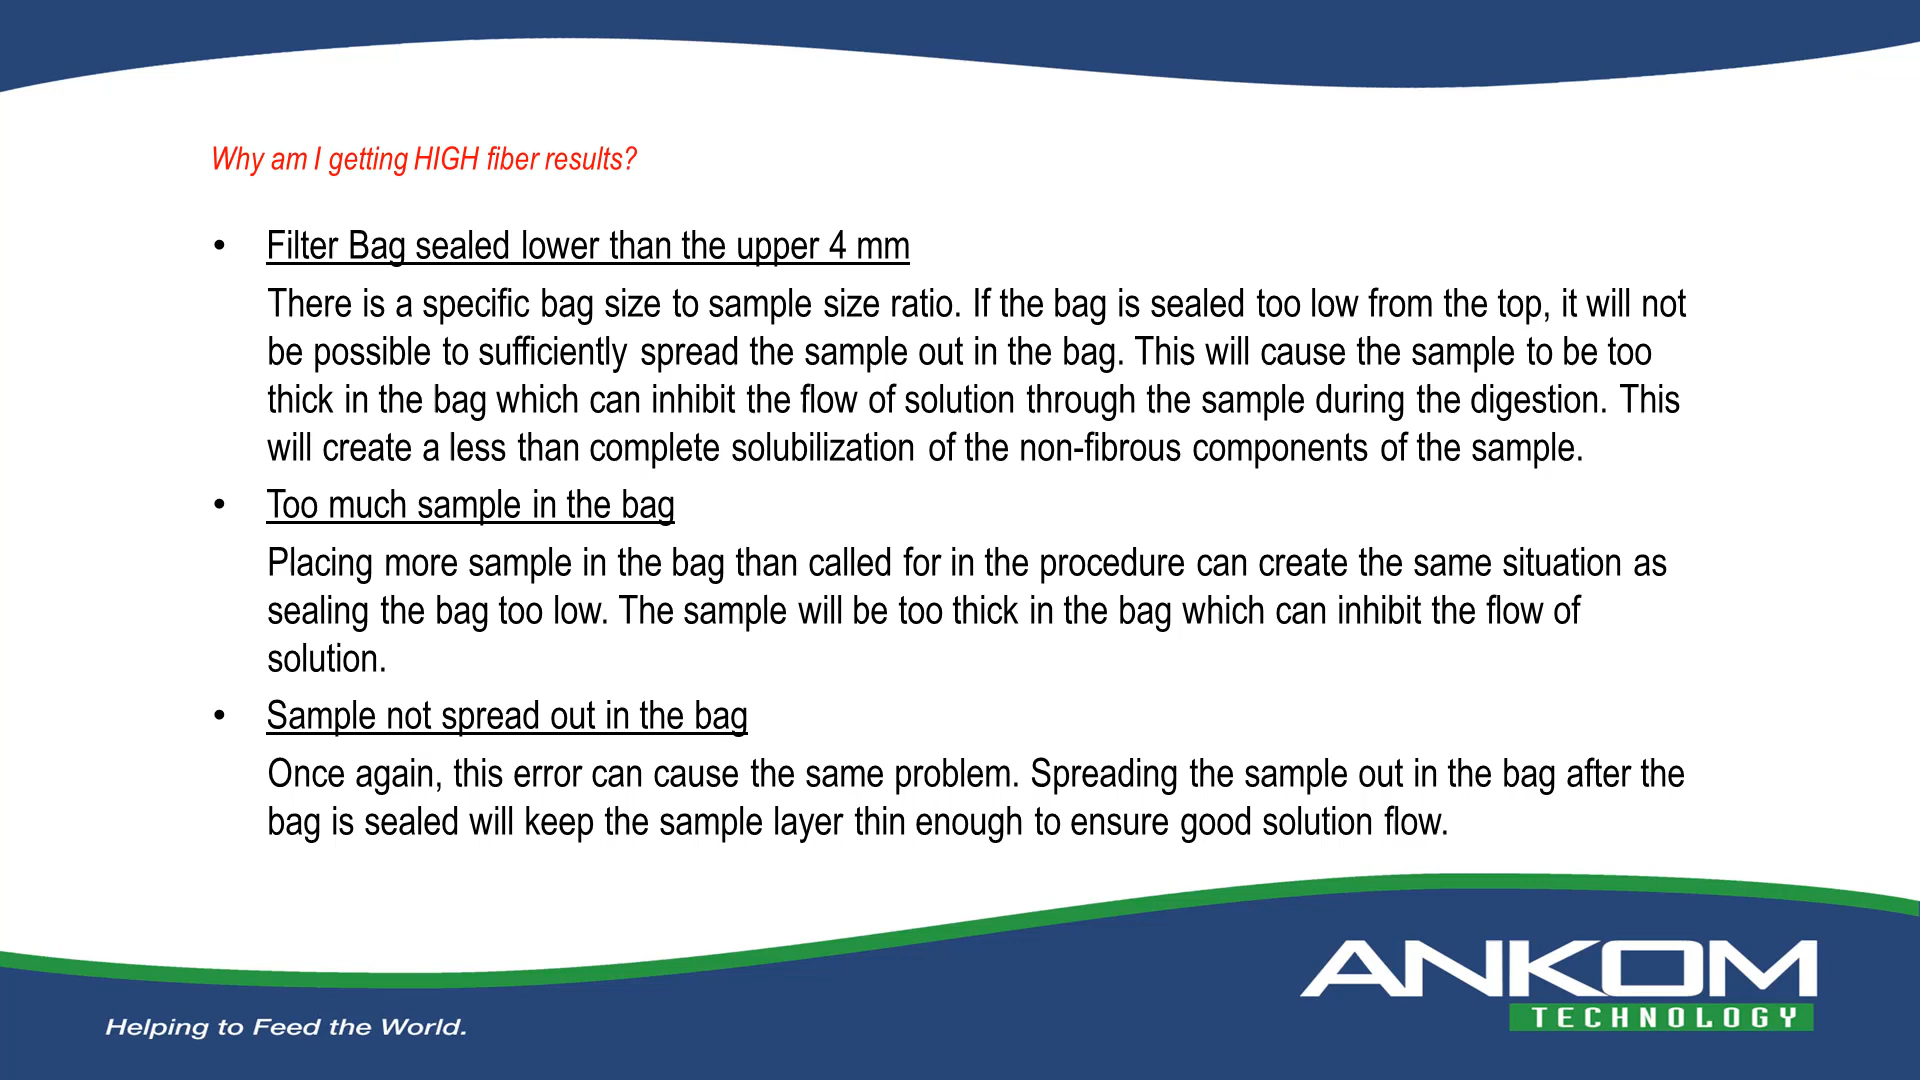 Why am I getting HIGH fiber results?
• Filter Bag sealed lower than the upper 4 mm
There is a specific bag size to sample size ratio. If the bag is sealed too low from the top, it will not
be possible to sufficiently spread the sample out in the bag. This will cause the sample to be too
thick in the bag which can inhibit the flow of solution through the sample during the digestion. This
will create a less than complete solubilization of the non-fibrous components of the sample.
• Too much sample in the bag
Placing more sample in the bag than called for in the procedure can create the same situation as
sealing the bag too low. The sample will be too thick in the bag which can inhibit the flow of
solution.
• Sample not spread out in the bag
Once again, this error can cause the same problem. Spreading the sample out in the bag after the
bag is sealed will keep the sample layer thin enough to ensure good solution flow.
ANKOM
TECHNOLOGY
Helping to Feed the World.